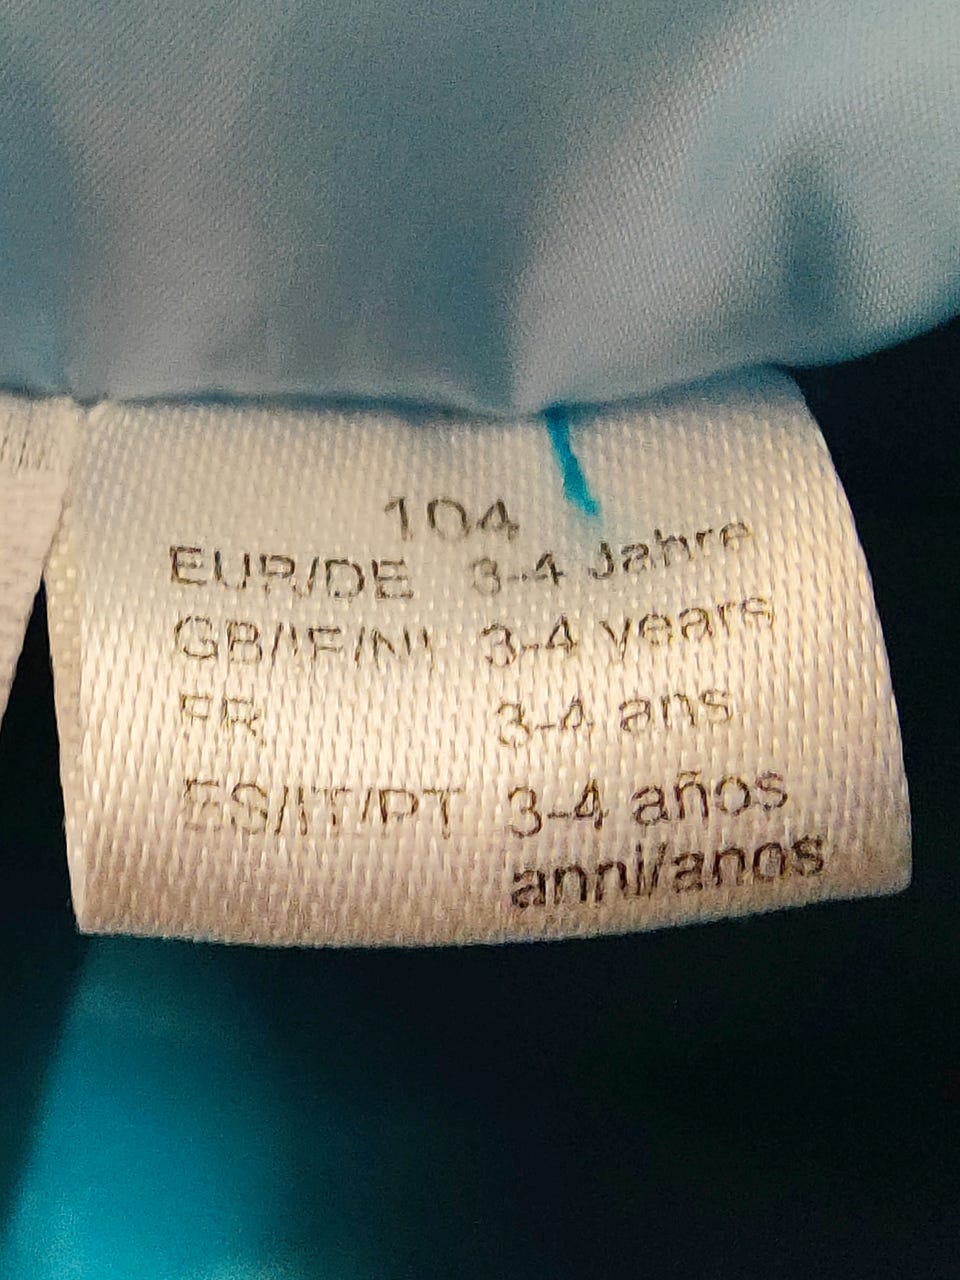 104
EUR/DE 3-4 Jahre
GB/IE/NI 3-4 years
FR 3-4 ans
ES/IT/PT 3-4 años
anni/anos